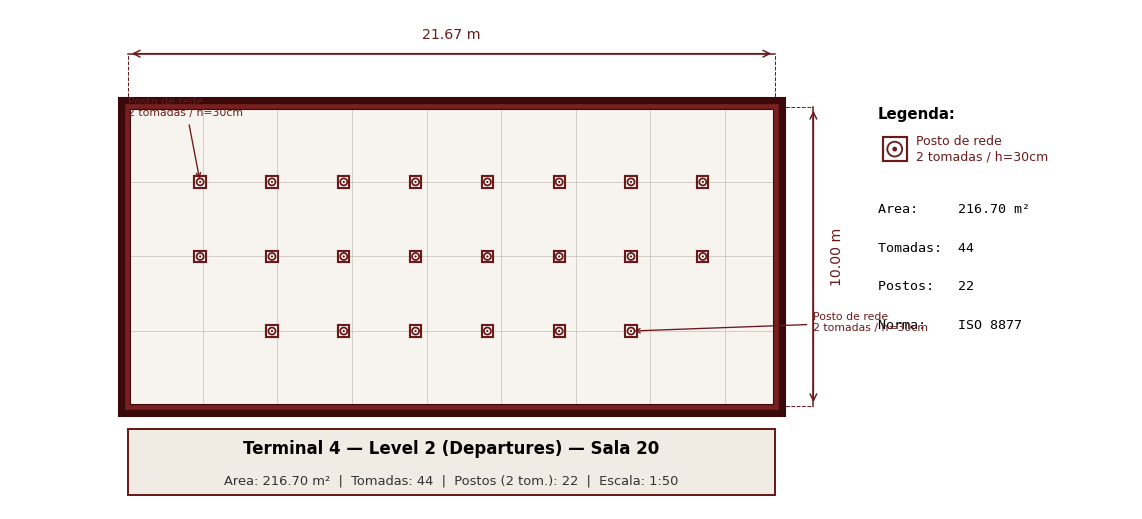 21.67 m
Posto de rede
2 tomadas / h=30cm
Legenda:
Posto de rede
2 tomadas / h=30cm
Area: 216.70 m²
Tomadas: 44
10.00 m
Postos: 22
Posto de rede
2 tomadas / h=30cm
Norma: ISO 8877
Terminal 4 — Level 2 (Departures) — Sala 20
Area: 216.70 m² | Tomadas: 44 | Postos (2 tom.): 22 | Escala: 1:50